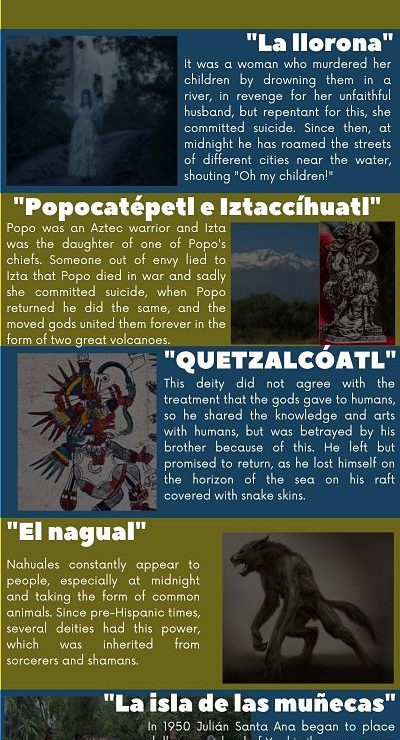 "La llorona"
It was a woman who murdered her
children by drowning them in a
river, in revenge for her unfaithful
husband, but repentant for this, she
committed suicide. Since then, at
midnight he has roamed the streets
of different cities near the water,
shouting "Oh my children!"
"Popocatépetl e Iztaccíhuatl"
Popo was an Aztec warrior and Izta
was the daughter of one of Popo's
chiefs. Someone out of envy lied to
Izta that Popo died in war and sadly
she committed suicide, when Popo
returned he did the same, and the
moved gods united them forever in the
form of two great volcanoes.
"QUETZALCÓATL"
This deity did not agree with the
treatment that the gods gave to humans,
so he shared the knowledge and arts
with humans, but was betrayed by his
brother because of this. He left but
promised to return, as he lost himself on
the horizon of the sea on his raft
covered with snake skins.
"El nagual"
Nahuales constantly appear to
people, especially at midnight
and taking the form of common
animals. Since pre-Hispanic times,
several deities had this power,
which was inherited from
sorcerers and shamans.
"La isla de las muñecas"
In 1950 Julián Santa Ana began to place